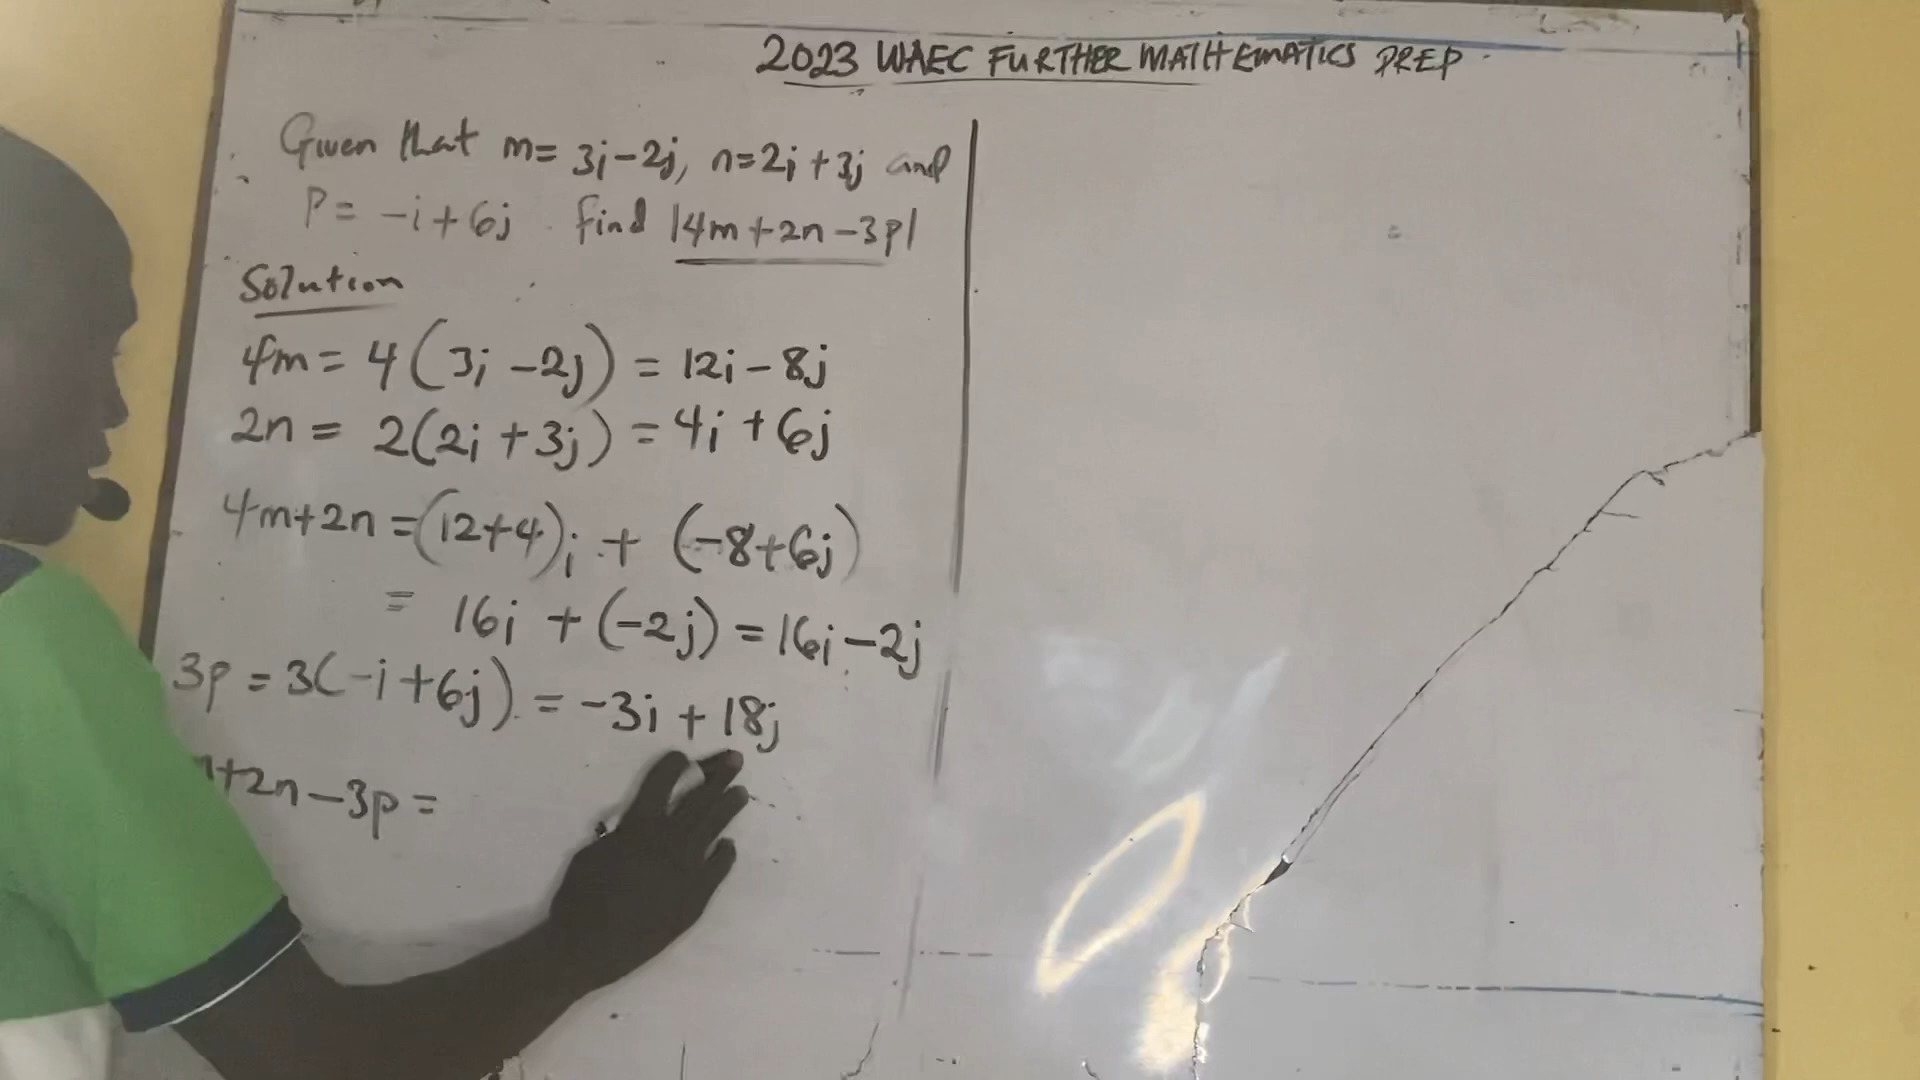 2023 WAEC FURTHER MATHEMATICS PREP
Given that m= 3i-2j, n=2i+3j and
P= -i+6j. find |4m+2n-3p|
Solution
4m= 4(3i-2j) = 12i-8j
2n= 2(2i+3j) = 4i+6j
4m+2n=(12+4)i + (-8+6j)
= 16i + (-2j) = 16i-2j
3p = 3(-i+6j) = -3i+18j
+2n-3p=